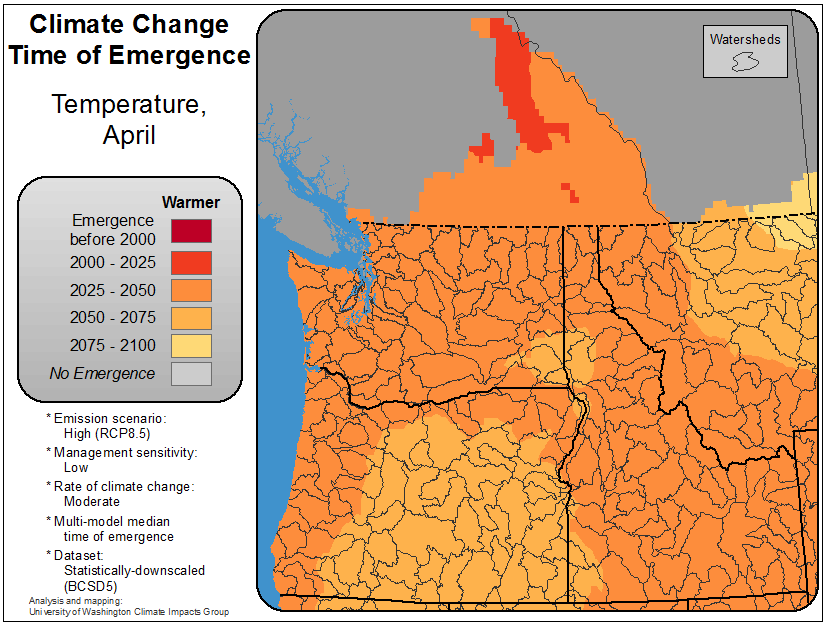 Climate Change
Time of Emergence
Temperature,
April
Warmer
Emergence
before 2000
2000 - 2025
2025 - 2050
2050 - 2075
2075 - 2100
No Emergence
* Emission scenario:
High (RCP8.5)
* Management sensitivity:
Low
* Rate of climate change:
Moderate
* Multi-model median
time of emergence
* Dataset:
Statistically-downscaled
(BCSD5)
Analysis and mapping:
University of Washington Climate Impacts Group
Watersheds